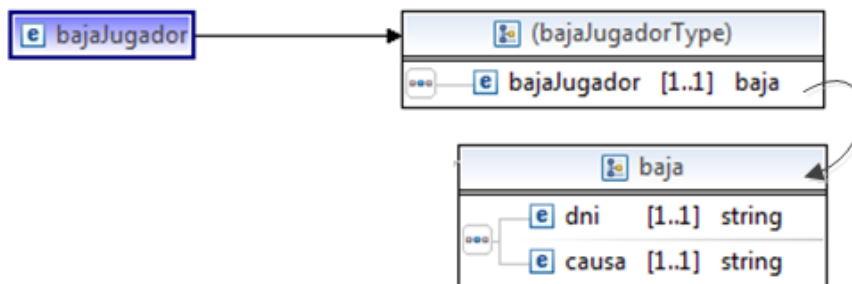 e bajaJugador
(bajaJugadorType)
e bajaJugador [1..1] baja
baja
e dni [1..1] string
e causa [1..1] string